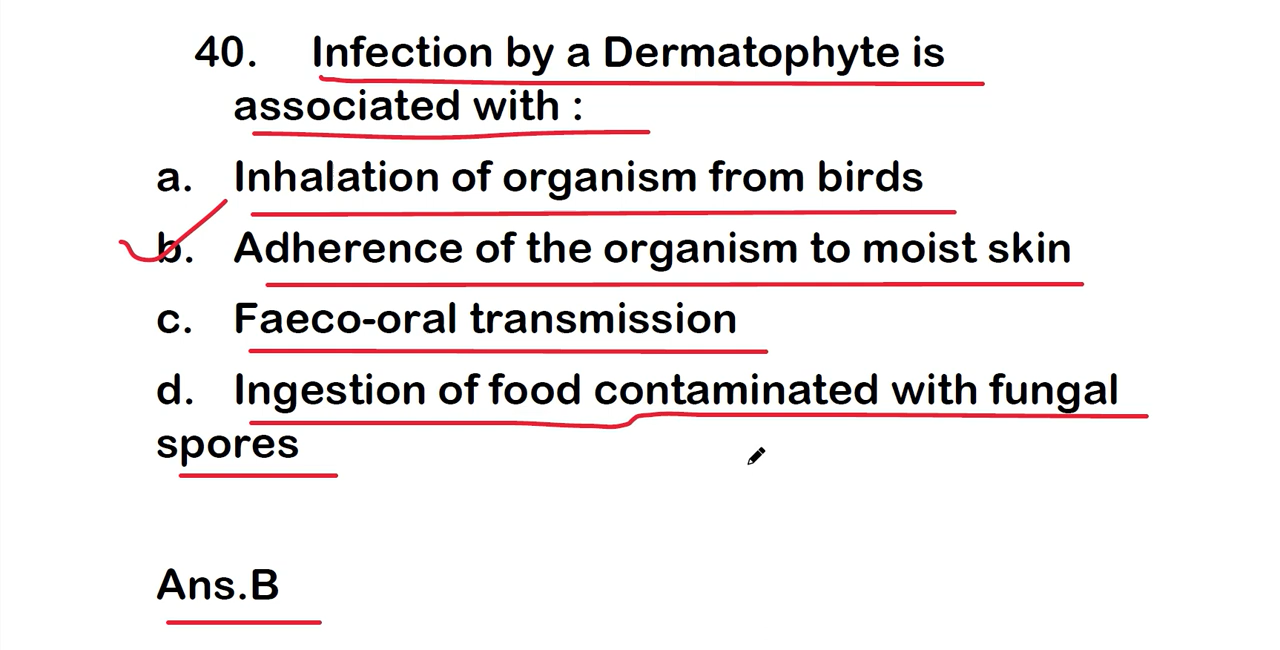 40. Infection by a Dermatophyte is
associated with :
a. Inhalation of organism from birds
b. Adherence of the organism to moist skin
c. Faeco-oral transmission
d. Ingestion of food contaminated with fungal
spores
Ans.B